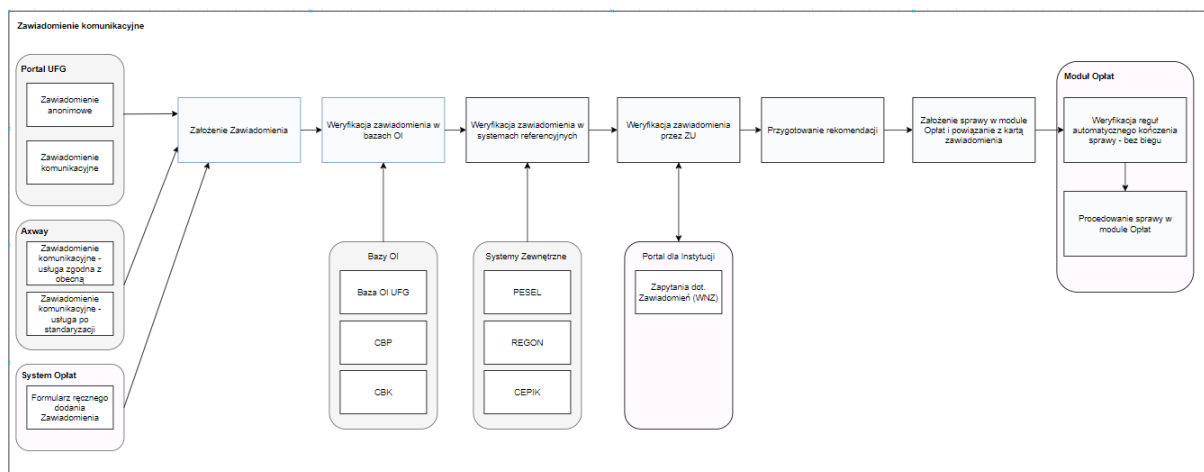 Zawiadomienie komunikacyjne
Portal UFG
Zawiadomienie
anonimowe
Zawiadomienie
komunikacyjne
Axway
Zawiadomienie
komunikacyjne -
usługa zgodna z
obecną
Zawiadomienie
komunikacyjne -
usługa po
standaryzacji
System Opłat
Formularz ręcznego
dodania
Zawiadomienia
Założenie Zawiadomienia
Weryfikacja zawiadomienia w
bazach OI
Weryfikacja zawiadomienia w
systemach referencyjnych
Weryfikacja zawiadomienia
przez ZU
Przygotowanie rekomendacji
Założenie sprawy w module
Opłat i powiązanie z kartą
zawiadomienia
Moduł Opłat
Weryfikacja reguł
automatycznego kończenia
sprawy - bez biegu
Procedowanie sprawy w
module Opłat
Bazy OI
Baza OI UFG
CBP
CBK
Systemy Zewnętrzne
PESEL
REGON
CEPIK
Portal dla Instytucji
Zapytania dot.
Zawiadomień (WNZ)